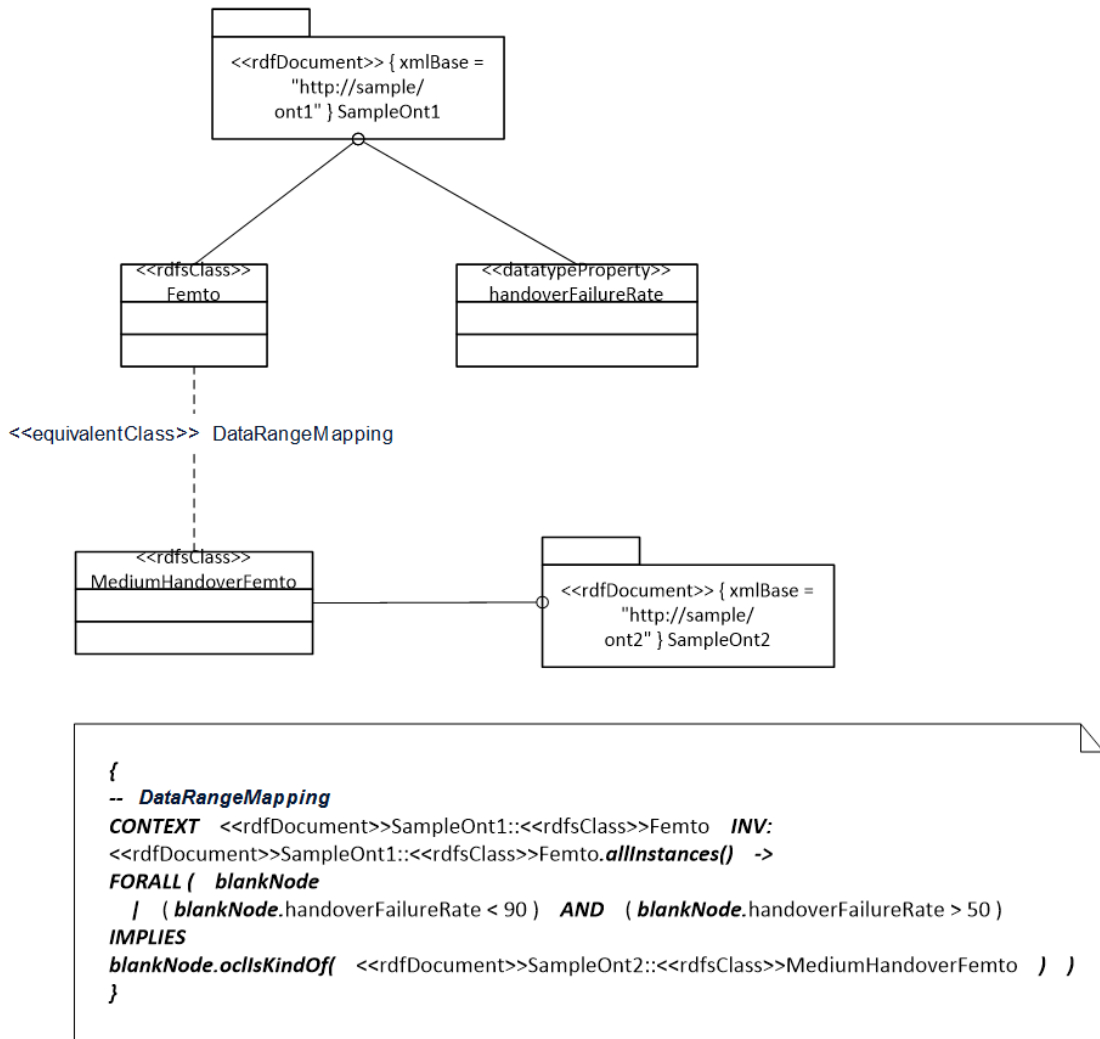 <<rdfDocument>> { xmlBase =
"http://sample/
ont1" } SampleOnt1
<<rdfsClass>>
Femto
<<datatypeProperty>>
handoverFailureRate
<<equivalentClass>> DataRangeMapping
<<rdfsClass>>
MediumHandoverFemto
<<rdfDocument>> { xmlBase =
"http://sample/
ont2" } SampleOnt2
{
-- DataRangeMapping
CONTEXT <<rdfDocument>>SampleOnt1::<<rdfsClass>>Femto INV:
<<rdfDocument>>SampleOnt1::<<rdfsClass>>Femto.allInstances() ->
FORALL ( blankNode
| ( blankNode.handoverFailureRate < 90 ) AND ( blankNode.handoverFailureRate > 50 )
IMPLIES
blankNode.oclIsKindOf( <<rdfDocument>>SampleOnt2::<<rdfsClass>>MediumHandoverFemto ) )
}